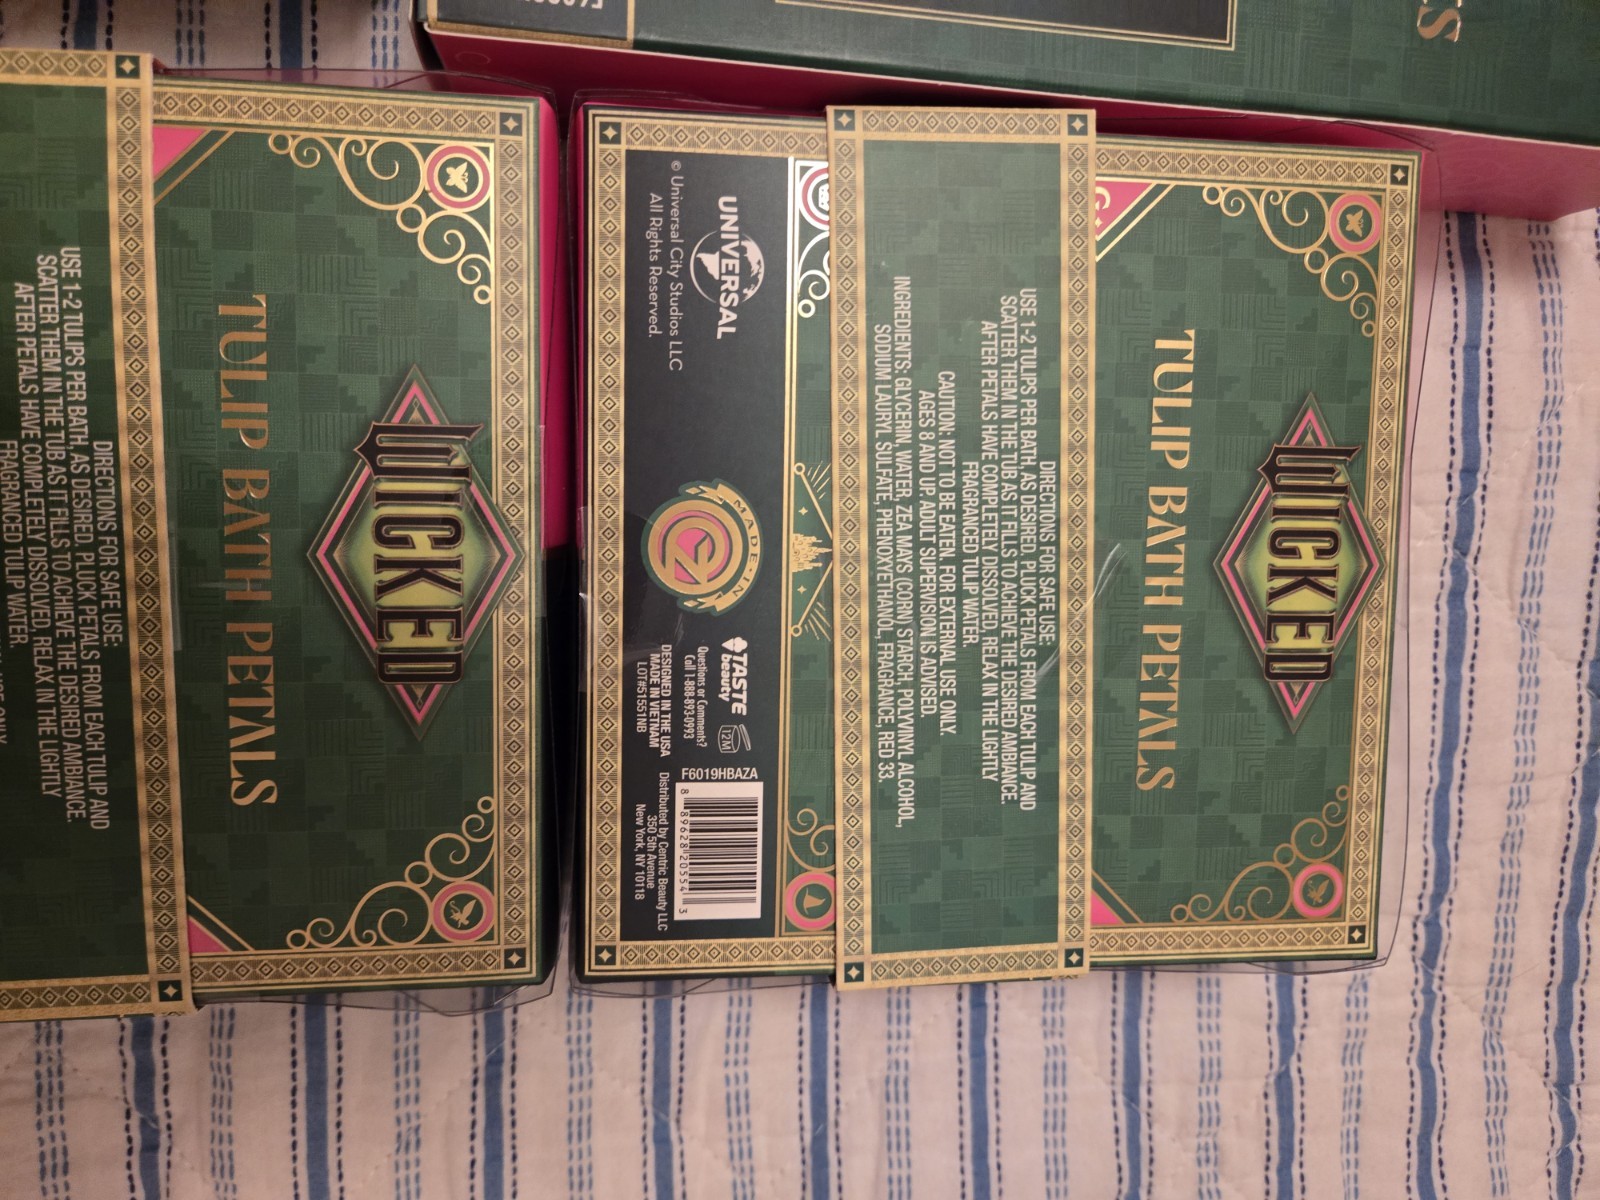 WICKED
TULIP BATH PETALS
DIRECTIONS FOR SAFE USE:
USE 1-2 TULIPS PER BATH, AS DESIRED, PLUCK PETALS FROM EACH TULIP AND
SCATTER THEM IN THE TUB AS IT FILLS TO ACHIEVE THE DESIRED AMBIANCE.
AFTER PETALS HAVE COMPLETELY DISSOLVED, RELAX IN THE LIGHTLY
FRAGRANCED TULIP WATER.
CAUTION: NOT TO BE EATEN, FOR EXTERNAL USE ONLY.
AGES 8 AND UP. ADULT SUPERVISION IS ADVISED.
INGREDIENTS: GLYCERIN, WATER, ZEA MAYS (CORN) STARCH, POLYVINYL ALCOHOL,
SODIUM LAURYL SULFATE, PHENOXYETHANOL, FRAGRANCE, RED 33.
UNIVERSAL
© Universal City Studios LLC
All Rights Reserved.
MADE IN
OZ
TASTE
beauty
12M
Questions or Comments?
Call 1-888-893-0993
DESIGNED IN THE USA
MADE IN VIETNAM
LOT#51551NB
F6019HBAZA
8 89628 20554 3
Distributed by Centric Beauty LLC
350 5th Avenue
New York, NY 10118
WICKED
TULIP BATH PETALS
DIRECTIONS FOR SAFE USE:
USE 1-2 TULIPS PER BATH, AS DESIRED, PLUCK PETALS FROM EACH TULIP AND
SCATTER THEM IN THE TUB AS IT FILLS TO ACHIEVE THE DESIRED AMBIANCE.
AFTER PETALS HAVE COMPLETELY DISSOLVED, RELAX IN THE LIGHTLY
FRAGRANCED TULIP WATER.